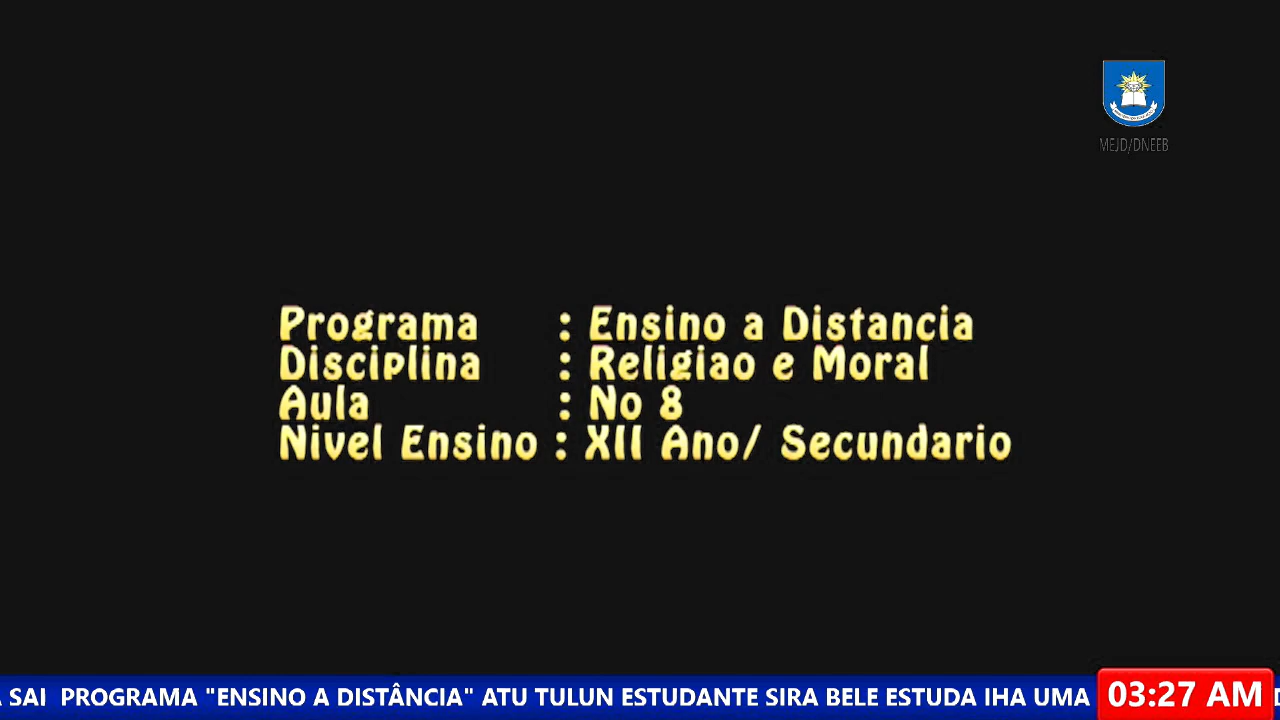 MEJD/DNEEB
Programa : Ensino a Distancia
Disciplina : Religiao e Moral
Aula : No 8
Nivel Ensino : XII Ano/ Secundario
SAI PROGRAMA "ENSINO A DISTÂNCIA" ATU TULUN ESTUDANTE SIRA BELE ESTUDA IHA UMA
03:27 AM